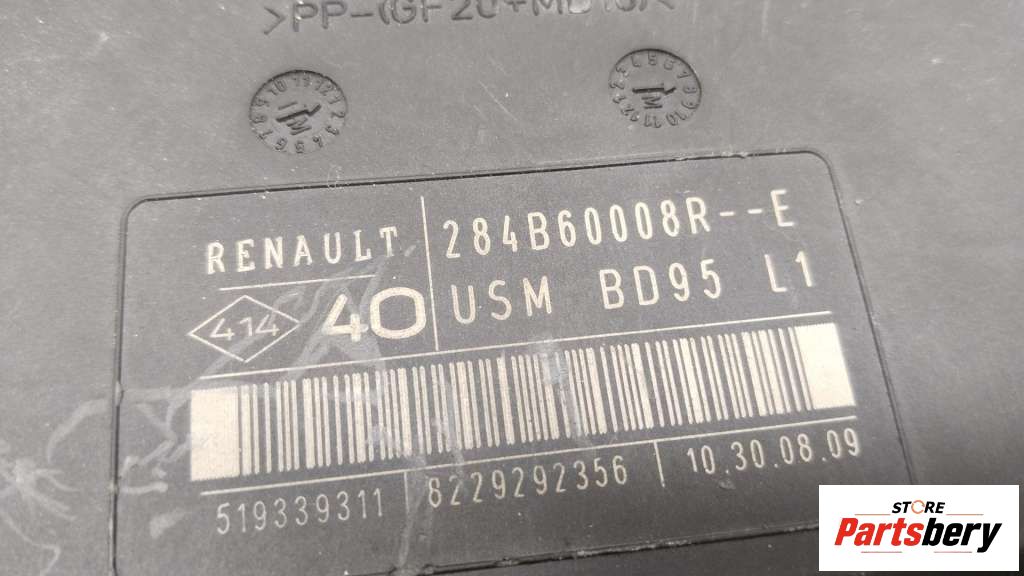 RENAULT
284B60008R--E
414
40
USM BD95 L1
519339311
8229292356
10.30.08.09
STORE
Partsbery